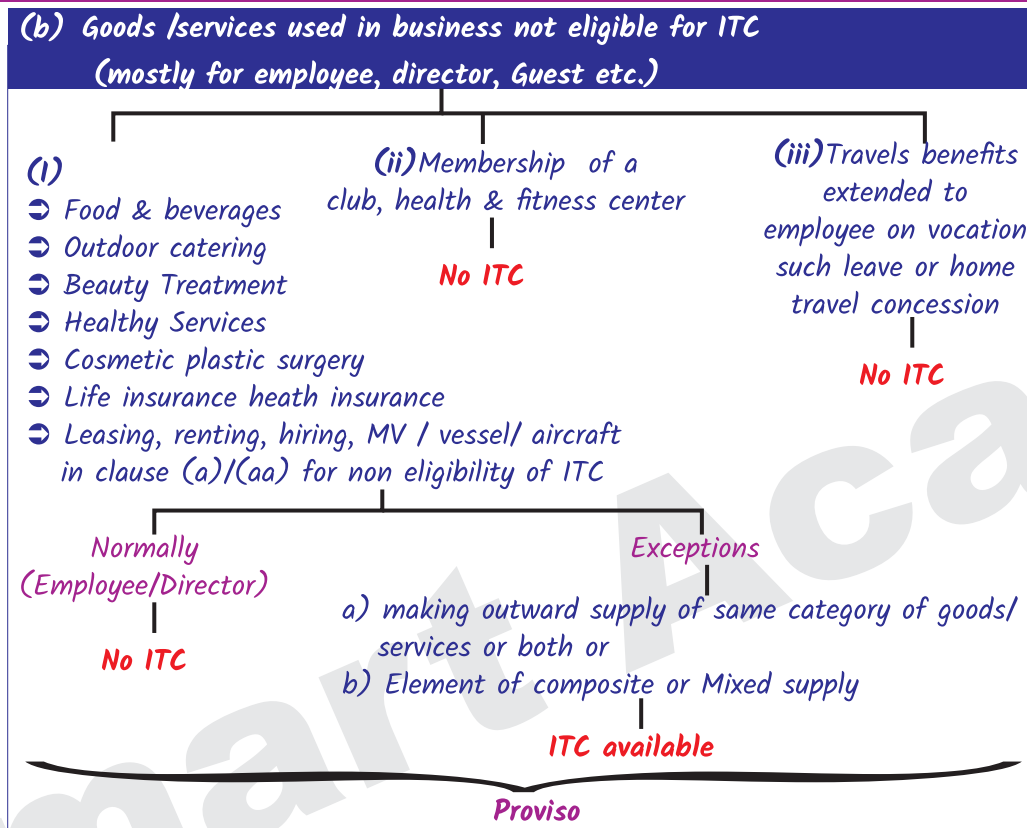 (b) Goods /services used in business not eligible for ITC
(mostly for employee, director, Guest etc.)
(I)
➲ Food & beverages
➲ Outdoor catering
➲ Beauty Treatment
➲ Healthy Services
➲ Cosmetic plastic surgery
➲ Life insurance heath insurance
➲ Leasing, renting, hiring, MV / vessel/ aircraft
in clause (a)/(aa) for non eligibility of ITC
(ii)Membership of a
club, health & fitness center
No ITC
(iii)Travels benefits
extended to
employee on vocation
such leave or home
travel concession
No ITC
Normally
(Employee/Director)
No ITC
Exceptions
a) making outward supply of same category of goods/
services or both or
b) Element of composite or Mixed supply
ITC available
Proviso
mart Aca